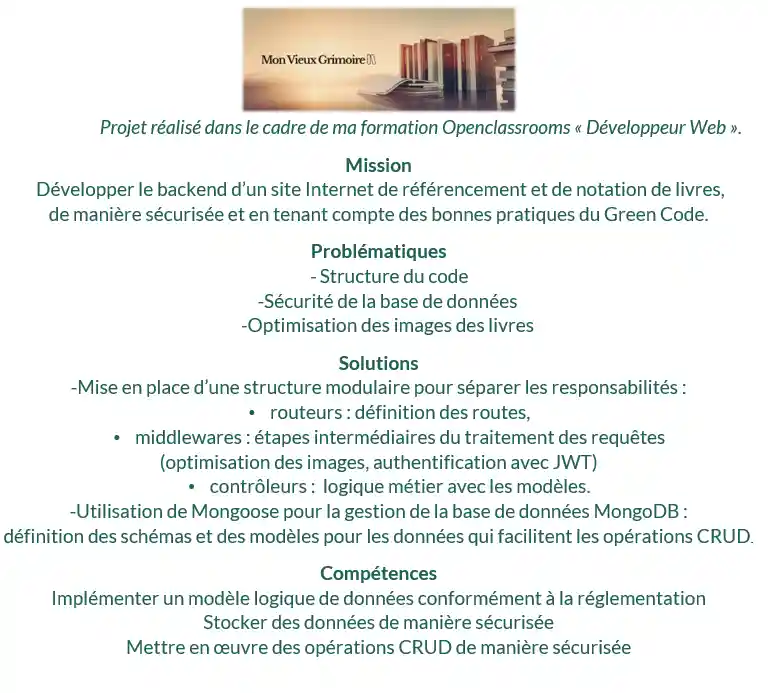 Mon Vieux Grimoire
Projet réalisé dans le cadre de ma formation Openclassrooms « Développeur Web ».
Mission
Développer le backend d’un site Internet de référencement et de notation de livres,
de manière sécurisée et en tenant compte des bonnes pratiques du Green Code.
Problématiques
- Structure du code
-Sécurité de la base de données
-Optimisation des images des livres
Solutions
-Mise en place d’une structure modulaire pour séparer les responsabilités :
• routeurs : définition des routes,
• middlewares : étapes intermédiaires du traitement des requêtes
(optimisation des images, authentification avec JWT)
• contrôleurs : logique métier avec les modèles.
-Utilisation de Mongoose pour la gestion de la base de données MongoDB :
définition des schémas et des modèles pour les données qui facilitent les opérations CRUD.
Compétences
Implémenter un modèle logique de données conformément à la réglementation
Stocker des données de manière sécurisée
Mettre en œuvre des opérations CRUD de manière sécurisée